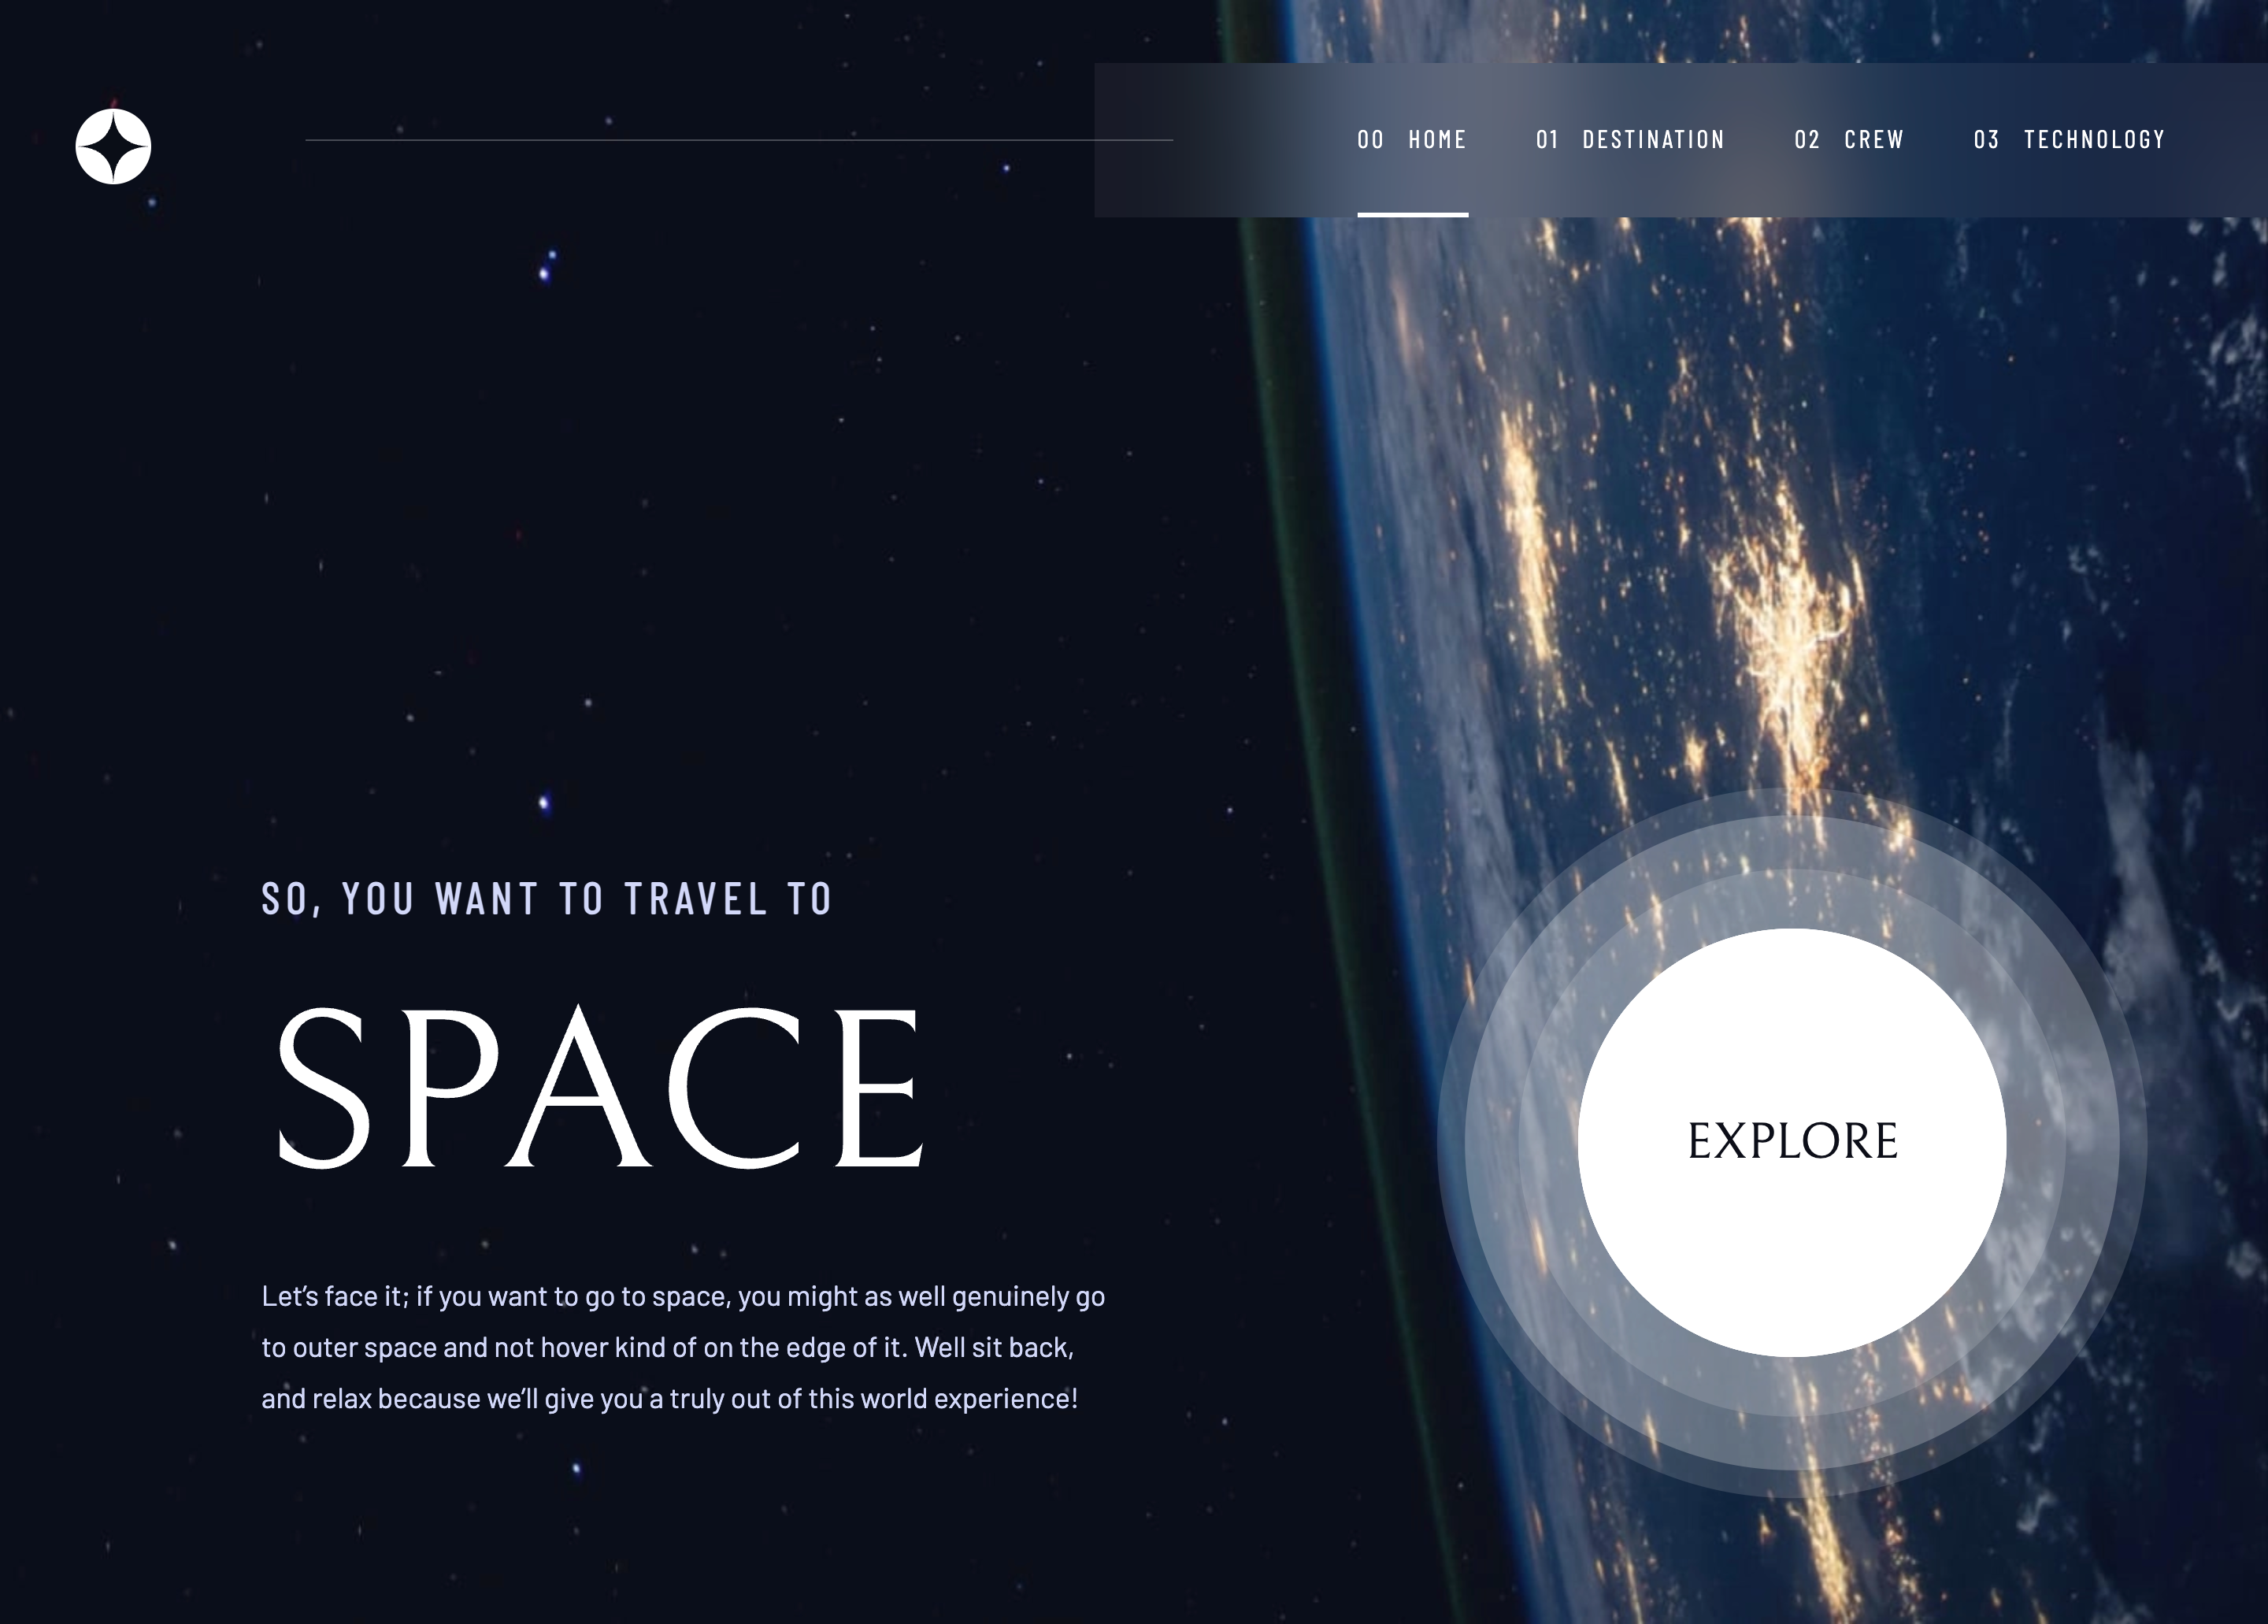 00 HOME 01 DESTINATION 02 CREW 03 TECHNOLOGY
SO, YOU WANT TO TRAVEL TO
SPACE
Let’s face it; if you want to go to space, you might as well genuinely go
to outer space and not hover kind of on the edge of it. Well sit back,
and relax because we’ll give you a truly out of this world experience!
EXPLORE